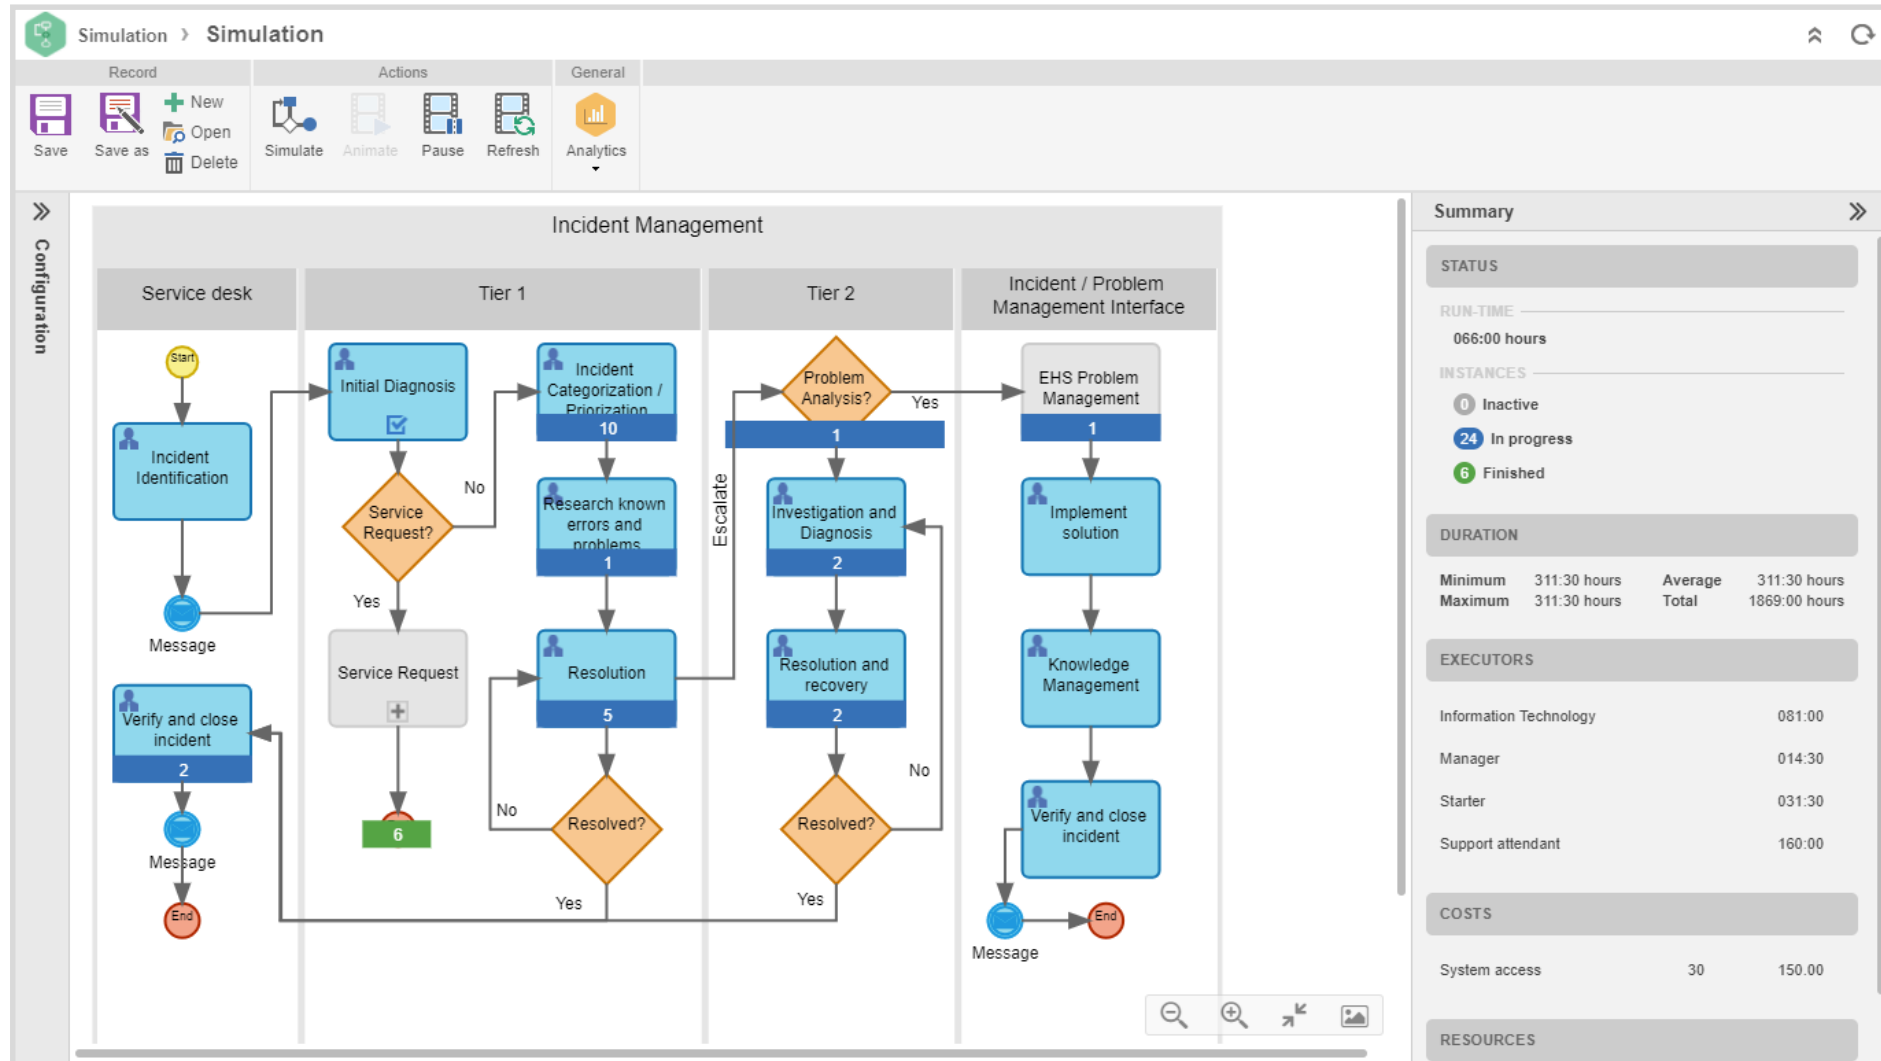 Simulation › Simulation
Record
Actions
General
Save
Save as
New
Open
Delete
Simulate
Animate
Pause
Refresh
Analytics
Configuration
Incident Management
Service desk
Tier 1
Tier 2
Incident / Problem
Management Interface
Start
Incident
Identification
Message
Verify and close
incident
2
Message
End
Initial Diagnosis
Service
Request?
No
Yes
Service Request
6
Incident
Categorization /
Priorization
10
Research known
errors and
problems
1
Resolution
5
Resolved?
No
Yes
Escalate
Problem
Analysis?
Yes
1
Investigation and
Diagnosis
2
Resolution and
recovery
2
Resolved?
No
Yes
EHS Problem
Management
1
Implement
solution
Knowledge
Management
Verify and close
incident
Message
End
Summary
STATUS
RUN-TIME
066:00 hours
INSTANCES
0 Inactive
24 In progress
6 Finished
DURATION
Minimum 311:30 hours Average 311:30 hours
Maximum 311:30 hours Total 1869:00 hours
EXECUTORS
Information Technology 081:00
Manager 014:30
Starter 031:30
Support attendant 160:00
COSTS
System access 30 150.00
RESOURCES